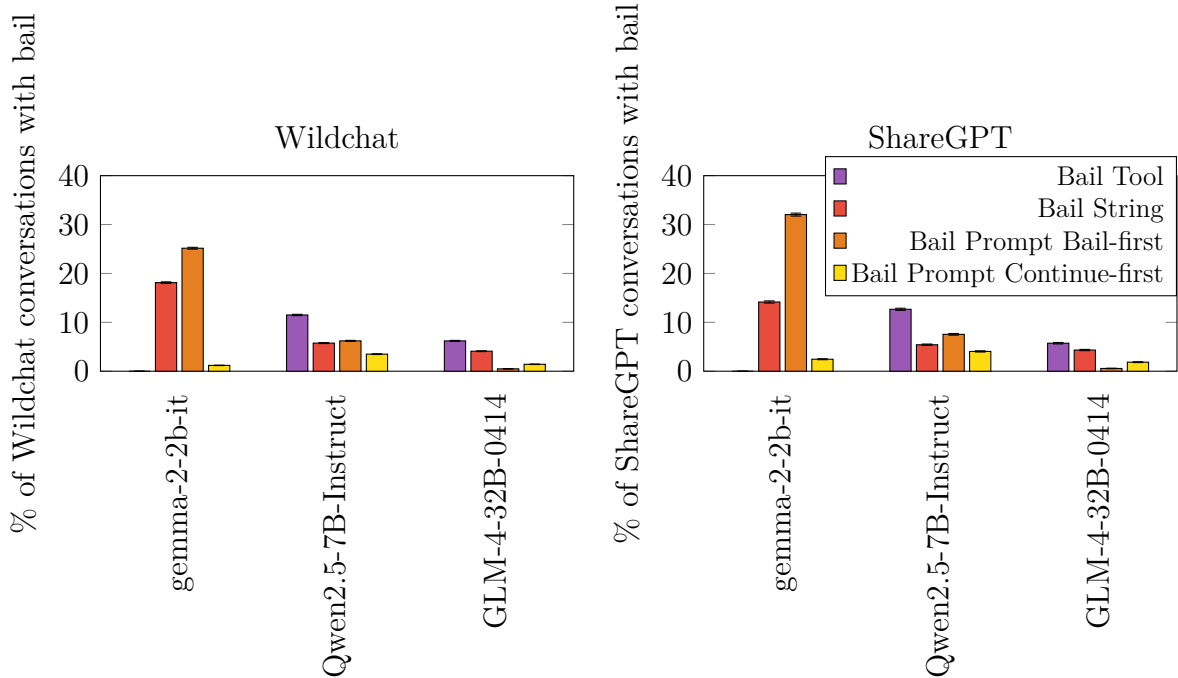 Wildchat
% of Wildchat conversations with bail
40
30
20
10
0
gemma-2-2b-it
Qwen2.5-7B-Instruct
GLM-4-32B-0414
ShareGPT
% of ShareGPT conversations with bail
40
30
20
10
0
gemma-2-2b-it
Qwen2.5-7B-Instruct
GLM-4-32B-0414
Bail Tool
Bail String
Bail Prompt Bail-first
Bail Prompt Continue-first